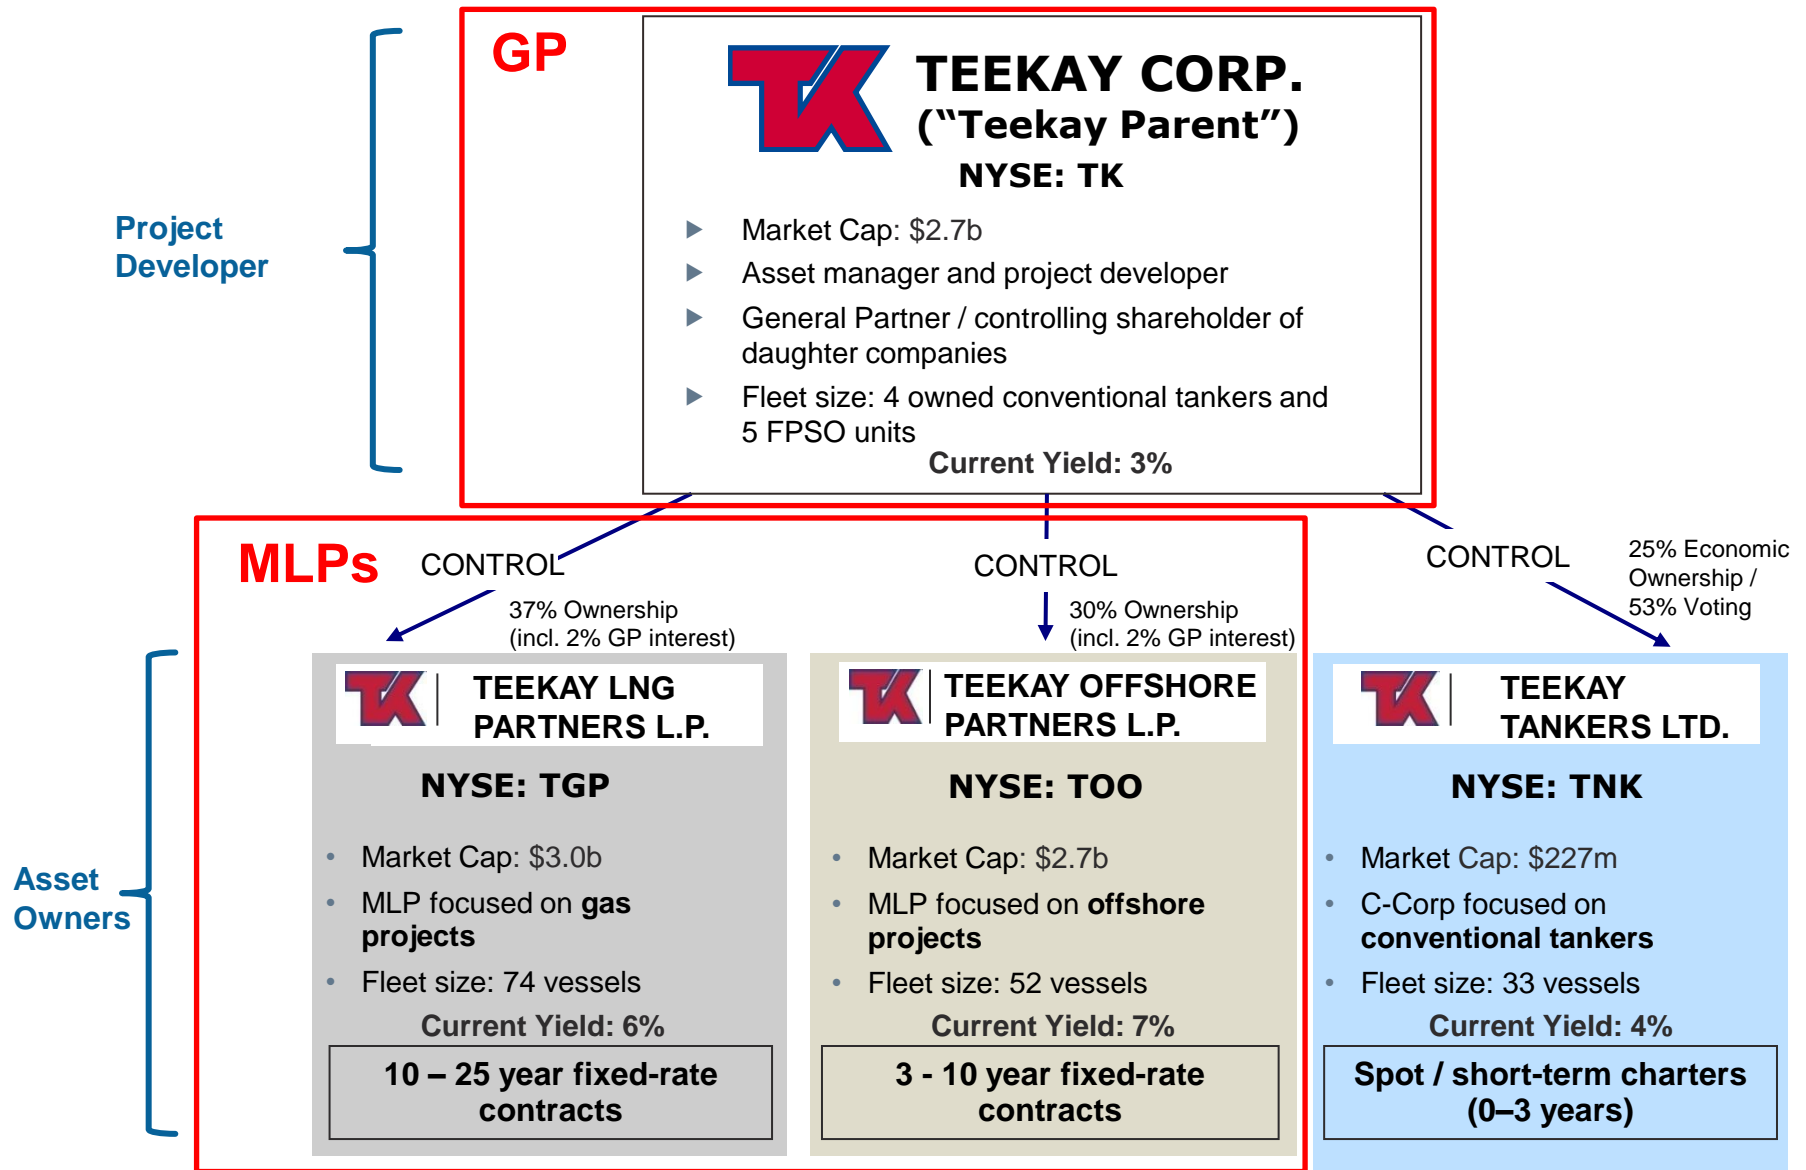 GP
TK
TEEKAY CORP.
(“Teekay Parent”)
NYSE: TK
Project
Developer
Market Cap: $2.7b
Asset manager and project developer
General Partner / controlling shareholder of
daughter companies
Fleet size: 4 owned conventional tankers and
5 FPSO units
Current Yield: 3%
MLPs
CONTROL
37% Ownership
(incl. 2% GP interest)
CONTROL
30% Ownership
(incl. 2% GP interest)
CONTROL
25% Economic
Ownership /
53% Voting
Asset
Owners
TK
TEEKAY LNG
PARTNERS L.P.
NYSE: TGP
• Market Cap: $3.0b
• MLP focused on gas
projects
• Fleet size: 74 vessels
Current Yield: 6%
10 – 25 year fixed-rate
contracts
TK
TEEKAY OFFSHORE
PARTNERS L.P.
NYSE: TOO
• Market Cap: $2.7b
• MLP focused on offshore
projects
• Fleet size: 52 vessels
Current Yield: 7%
3 - 10 year fixed-rate
contracts
TK
TEEKAY
TANKERS LTD.
NYSE: TNK
• Market Cap: $227m
• C-Corp focused on
conventional tankers
• Fleet size: 33 vessels
Current Yield: 4%
Spot / short-term charters
(0–3 years)